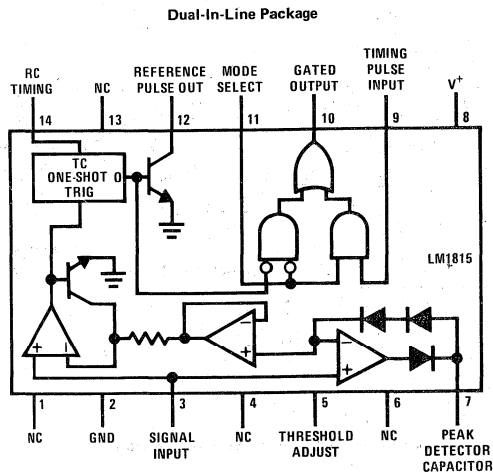 Dual-In-Line Package
RC
TIMING
NC
REFERENCE
PULSE OUT
MODE
SELECT
GATED
OUTPUT
TIMING
PULSE
INPUT
V+
14
13
12
11
10
9
8
TC
ONE-SHOT O
TRIG
LM1815
+
−
−
+
−
+
1
2
3
4
5
6
7
NC
GND
SIGNAL
INPUT
NC
THRESHOLD
ADJUST
NC
PEAK
DETECTOR
CAPACITOR